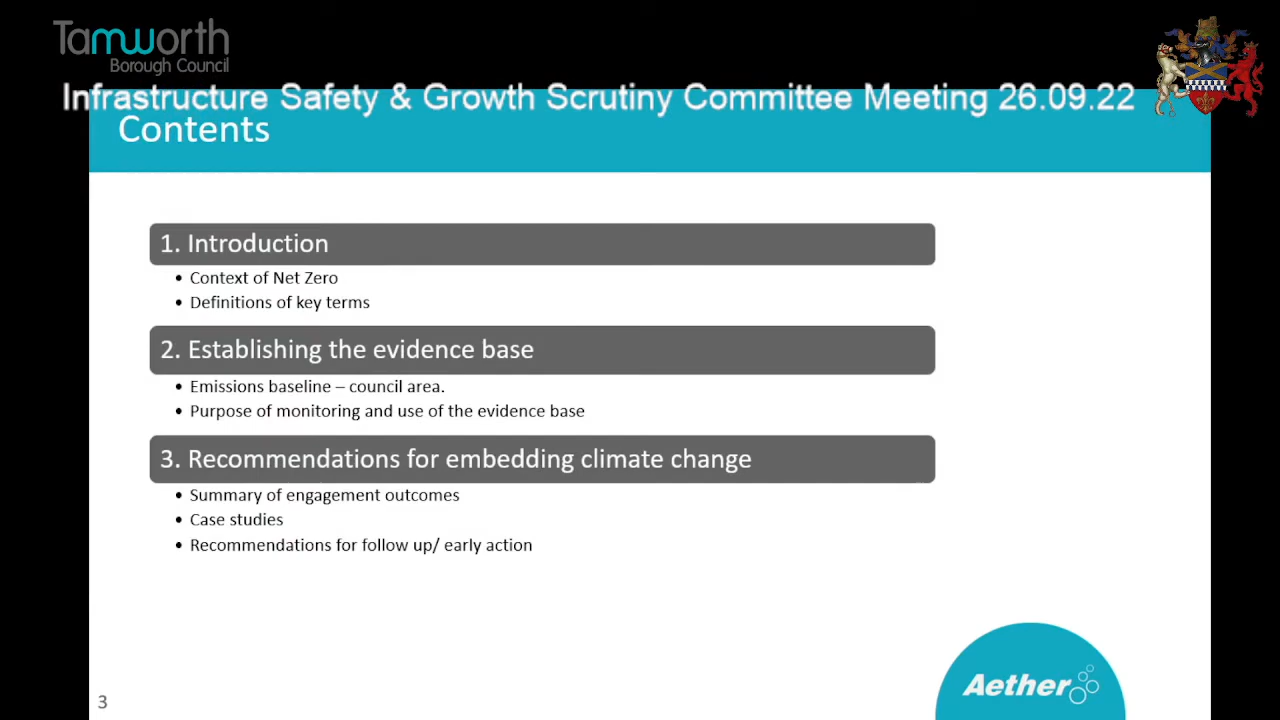 Tamworth
Borough Council
Infrastructure Safety & Growth Scrutiny Committee Meeting 26.09.22
Contents
1. Introduction
• Context of Net Zero
• Definitions of key terms
2. Establishing the evidence base
• Emissions baseline – council area.
• Purpose of monitoring and use of the evidence base
3. Recommendations for embedding climate change
• Summary of engagement outcomes
• Case studies
• Recommendations for follow up/ early action
Aether
3